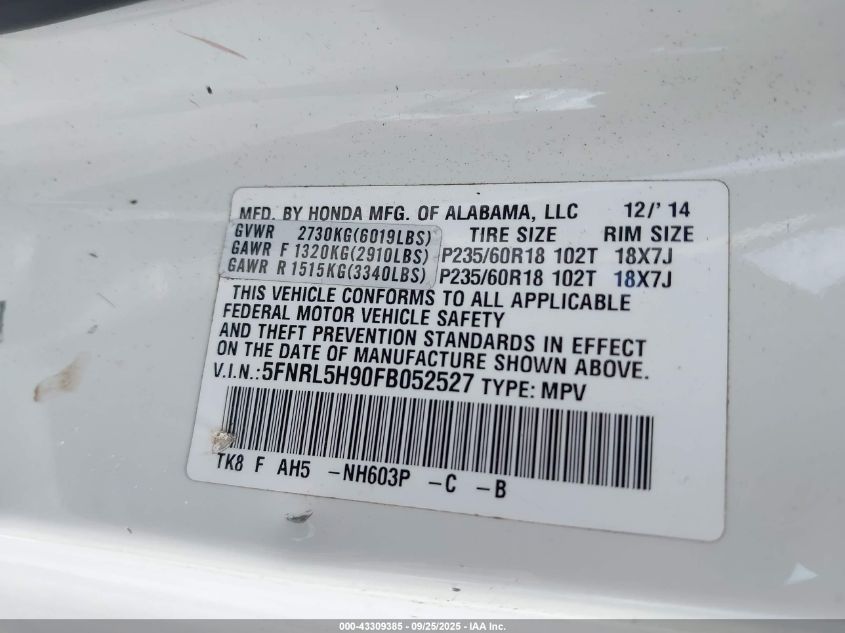 MFD. BY HONDA MFG. OF ALABAMA, LLC 12/' 14
GVWR 2730KG(6019LBS) TIRE SIZE RIM SIZE
GAWR F 1320KG(2910LBS) P235/60R18 102T 18X7J
GAWR R 1515KG(3340LBS) P235/60R18 102T 18X7J
THIS VEHICLE CONFORMS TO ALL APPLICABLE
FEDERAL MOTOR VEHICLE SAFETY
AND THEFT PREVENTION STANDARDS IN EFFECT
ON THE DATE OF MANUFACTURE SHOWN ABOVE.
V.I.N.:5FNRL5H90FB052527 TYPE: MPV
TK8 F AH5 -NH603P -C -B
000-43309385 - 09/25/2025 - IAA Inc.